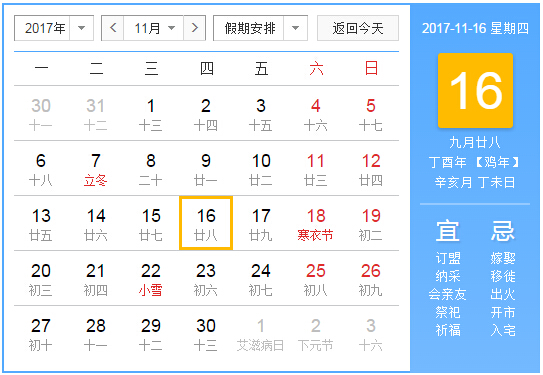 2017年 11月 假期安排 返回今天
一 二 三 四 五 六 日
30 31 1 2 3 4 5
十一 十二 十三 十四 十五 十六 十七
6 7 8 9 10 11 12
十八 立冬 二十 廿一 廿二 廿三 廿四
13 14 15 16 17 18 19
廿五 廿六 廿七 廿八 廿九 寒衣节 初二
20 21 22 23 24 25 26
初三 初四 小雪 初六 初七 初八 初九
27 28 29 30 1 2 3
初十 十一 十二 十三 艾滋病日 下元节 十六
2017-11-16 星期四
16
九月廿八
丁酉年 【鸡年】
辛亥月 丁未日
宜 忌
订盟 嫁娶
纳采 移徙
会亲友 出火
祭祀 开市
祈福 入宅